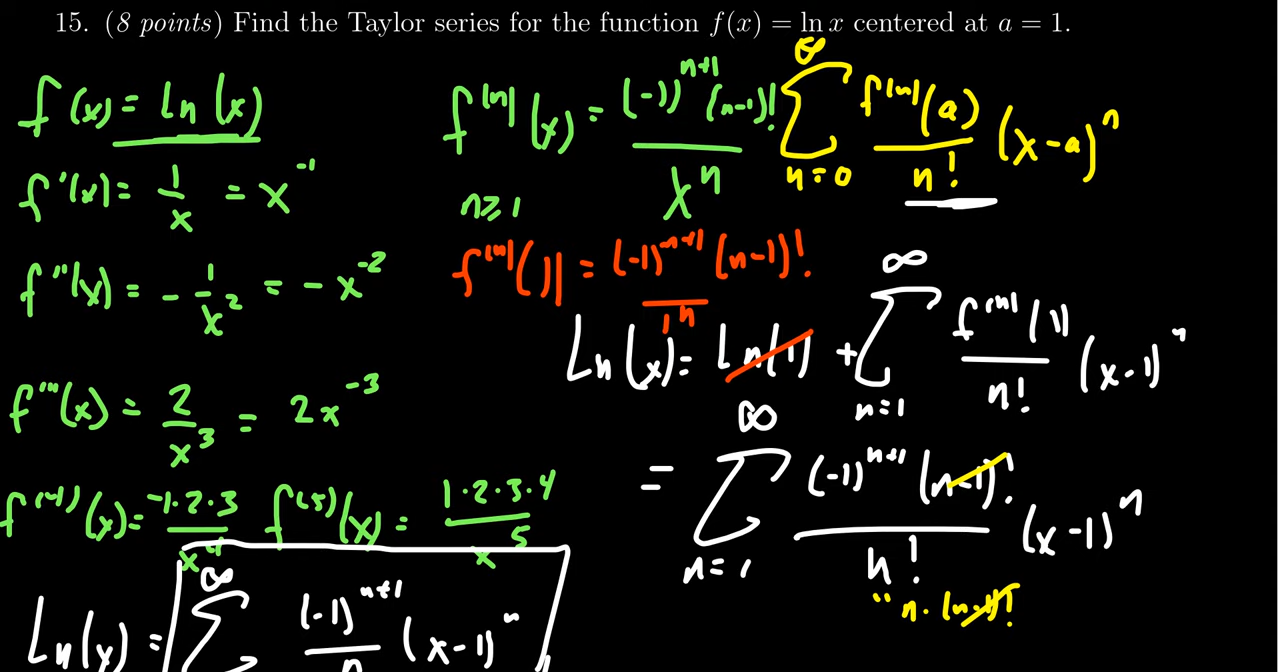 15. (8 points) Find the Taylor series for the function f(x) = ln x centered at a = 1.
f(x) = Ln(x)
f'(x) = 1/x = x^-1
f''(x) = - 1/x^2 = - x^-2
f'''(x) = 2/x^3 = 2x^-3
f^(4)(x) = -1·2·3/x^4 f^(5)(x) = 1·2·3·4/x^5
f^(n)(x) = (-1)^n+1 (n-1)!/x^n
n≥1
∞ Σ n=0 f^(n)(a)/n! (x-a)^n
f^(n)(1) = (-1)^n+1 (n-1)!/1^n
Ln(x) = Ln(1) + ∞ Σ n=1 f^(n)(1)/n! (x-1)^n
= ∞ Σ n=1 (-1)^n+1 (n-1)!/n! (x-1)^n
" n·(n-1)!
Ln(x) = ∞ Σ (-1)^n+1/n (x-1)^n